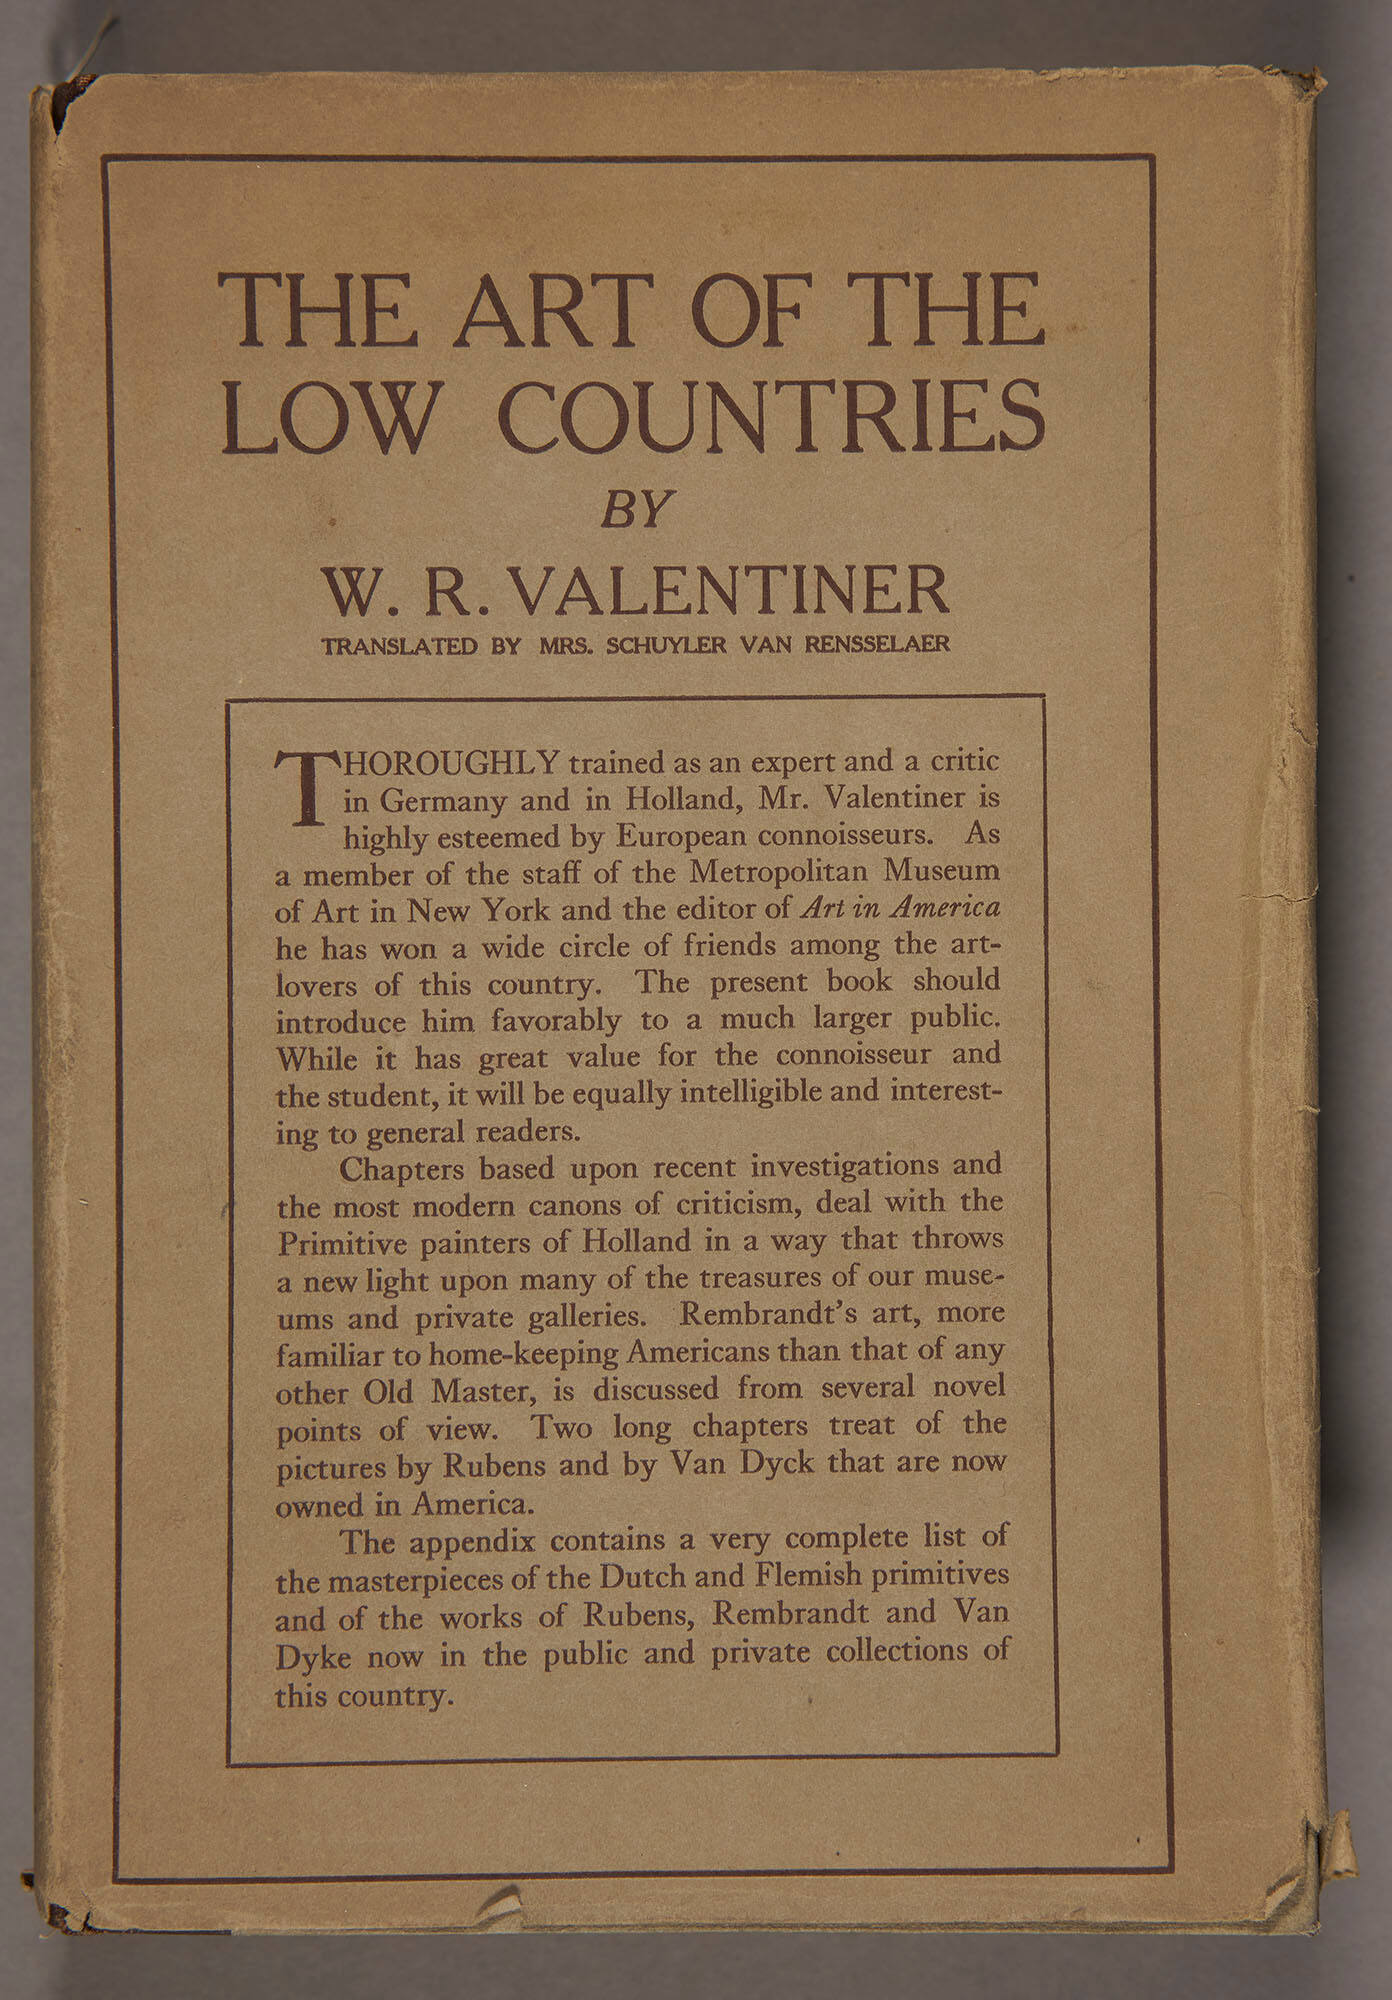 THE ART OF THE
LOW COUNTRIES
BY
W. R. VALENTINER
TRANSLATED BY MRS. SCHUYLER VAN RENSSELAER
THOROUGHLY trained as an expert and a critic
in Germany and in Holland, Mr. Valentiner is
highly esteemed by European connoisseurs. As
a member of the staff of the Metropolitan Museum
of Art in New York and the editor of Art in America
he has won a wide circle of friends among the art-
lovers of this country. The present book should
introduce him favorably to a much larger public.
While it has great value for the connoisseur and
the student, it will be equally intelligible and interest-
ing to general readers.
Chapters based upon recent investigations and
the most modern canons of criticism, deal with the
Primitive painters of Holland in a way that throws
a new light upon many of the treasures of our muse-
ums and private galleries. Rembrandt's art, more
familiar to home-keeping Americans than that of any
other Old Master, is discussed from several novel
points of view. Two long chapters treat of the
pictures by Rubens and by Van Dyck that are now
owned in America.
The appendix contains a very complete list of
the masterpieces of the Dutch and Flemish primitives
and of the works of Rubens, Rembrandt and Van
Dyke now in the public and private collections of
this country.